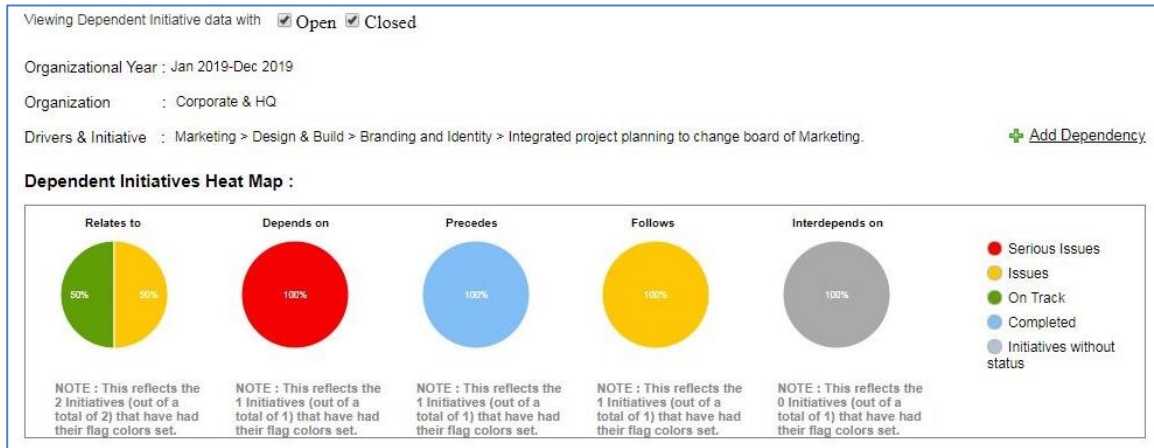 Viewing Dependent Initiative data with Open Closed
Organizational Year : Jan 2019-Dec 2019
Organization : Corporate & HQ
Drivers & Initiative : Marketing > Design & Build > Branding and Identity > Integrated project planning to change board of Marketing.
Add Dependency
Dependent Initiatives Heat Map :
Relates to
50%
50%
NOTE : This reflects the
2 Initiatives (out of a
total of 2) that have had
their flag colors set.
Depends on
100%
NOTE : This reflects the
1 Initiatives (out of a
total of 1) that have had
their flag colors set.
Precedes
100%
NOTE : This reflects the
1 Initiatives (out of a
total of 1) that have had
their flag colors set.
Follows
100%
NOTE : This reflects the
1 Initiatives (out of a
total of 1) that have had
their flag colors set.
Interdepends on
100%
NOTE : This reflects the
0 Initiatives (out of a
total of 1) that have had
their flag colors set.
Serious Issues
Issues
On Track
Completed
Initiatives without
status